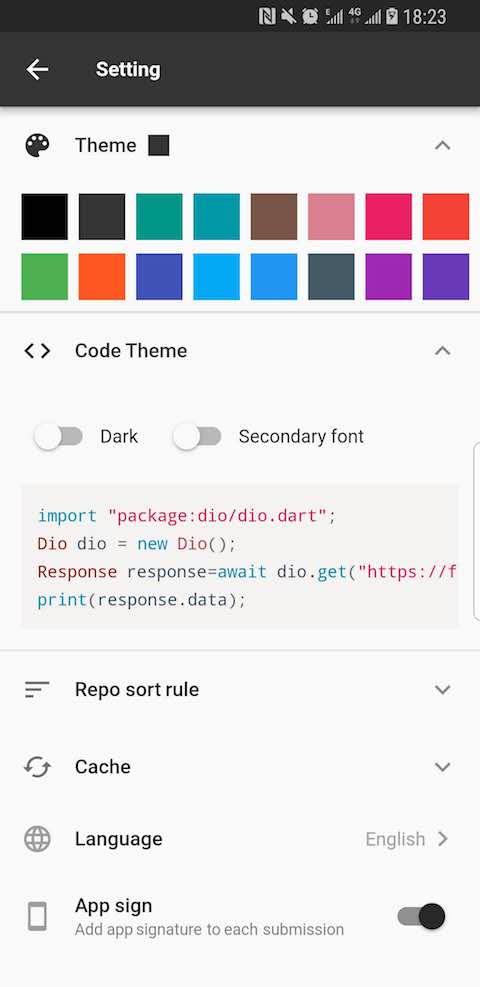 E 4G 18:23
Setting
Theme
Code Theme
Dark Secondary font
import "package:dio/dio.dart";
Dio dio = new Dio();
Response response=await dio.get("https://f
print(response.data);
Repo sort rule
Cache
Language English
App sign
Add app signature to each submission